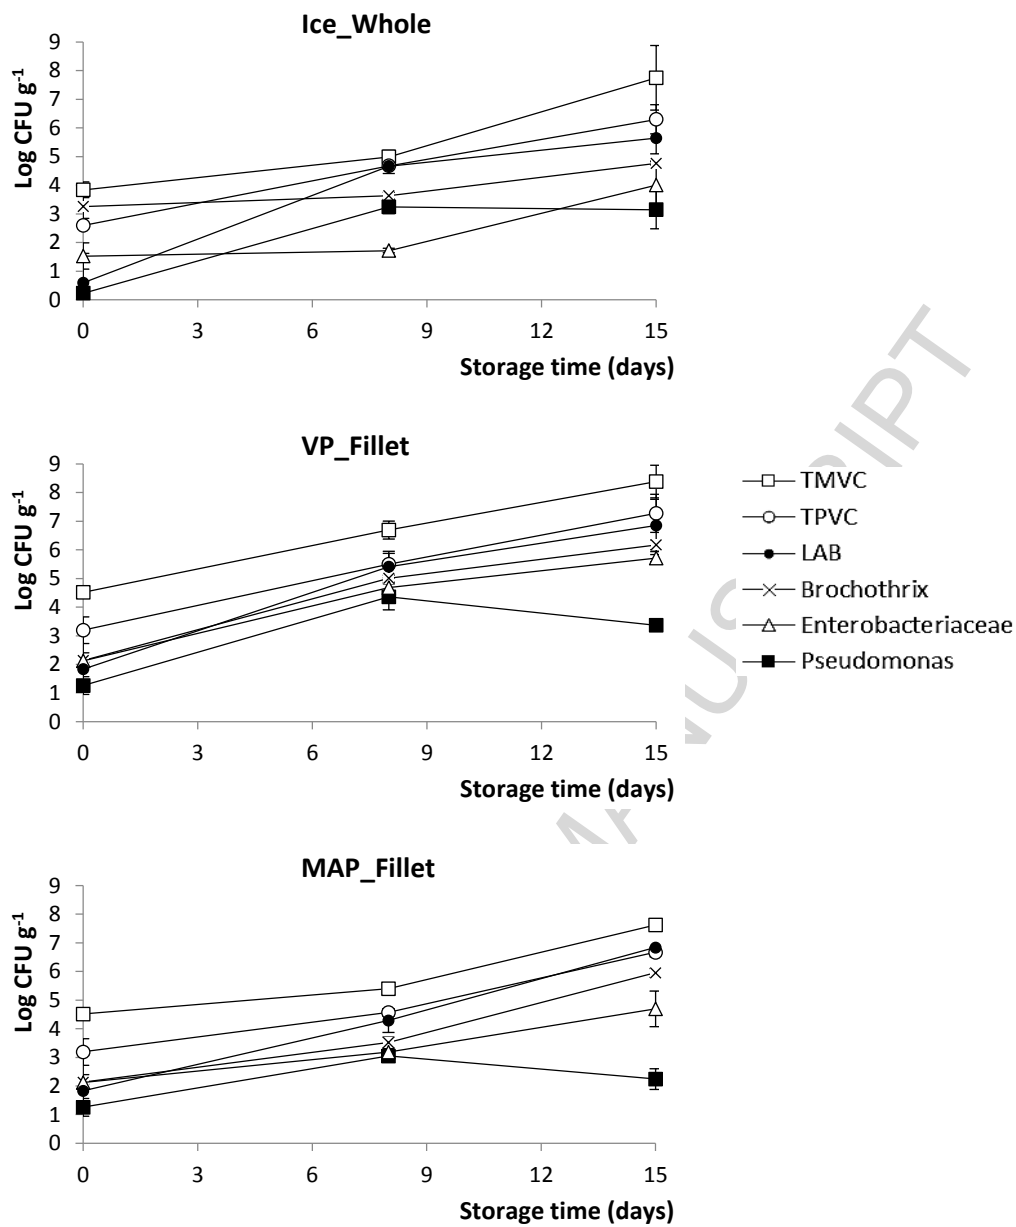 Ice_Whole
Log CFU g-1
9
8
7
6
5
4
3
2
1
0
0 3 6 9 12 15
Storage time (days)
VP_Fillet
Log CFU g-1
9
8
7
6
5
4
3
2
1
0
0 3 6 9 12 15
Storage time (days)
TMVC
TPVC
LAB
Brochothrix
Enterobacteriaceae
Pseudomonas
MAP_Fillet
Log CFU g-1
9
8
7
6
5
4
3
2
1
0
0 3 6 9 12 15
Storage time (days)